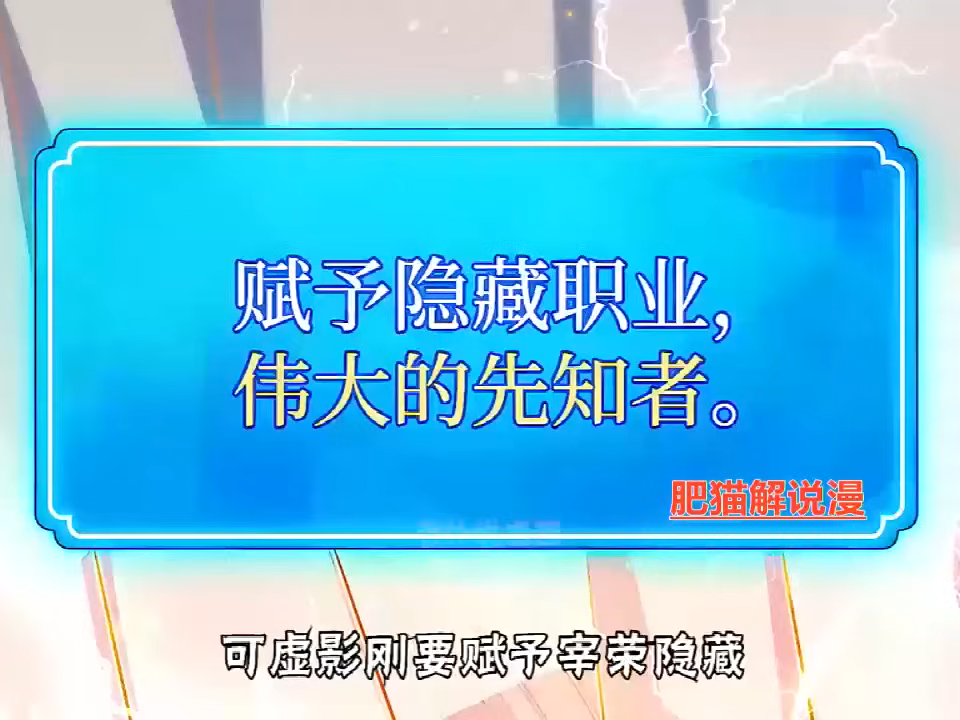 赋予隐藏职业,
伟大的先知者。
肥猫解说漫
可虚影刚要赋予宰荣隐藏